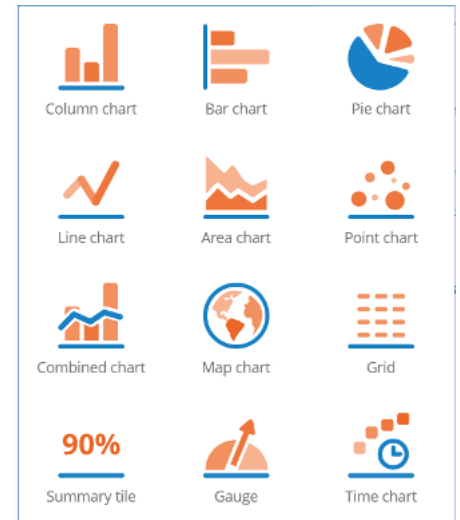 Column chart
Bar chart
Pie chart
Line chart
Area chart
Point chart
Combined chart
Map chart
Grid
90%
Summary tile
Gauge
Time chart